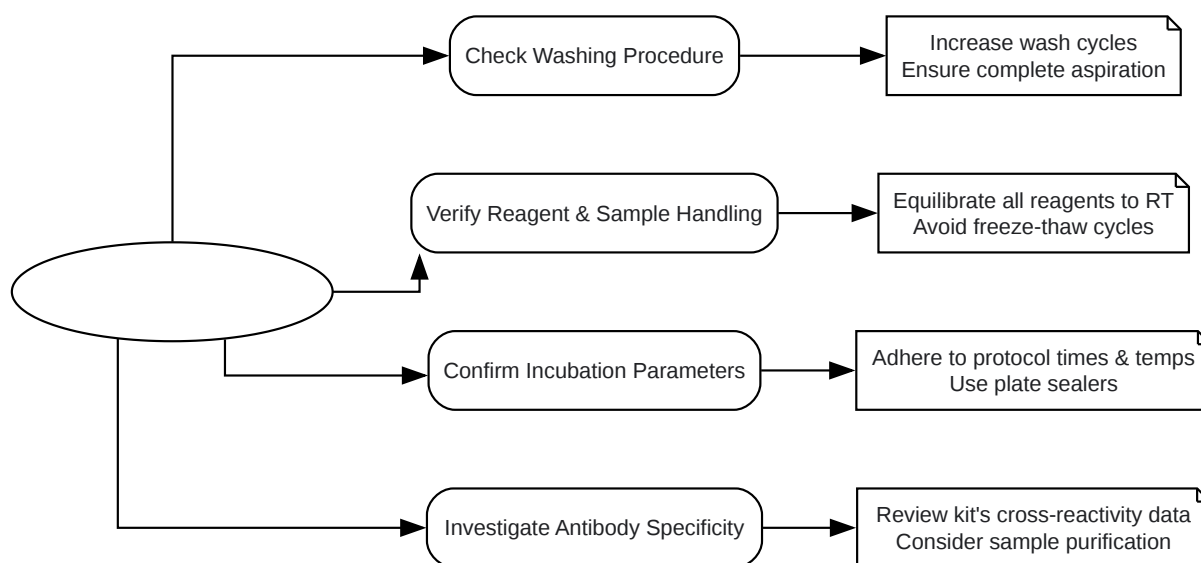 Check Washing Procedure
Increase wash cycles
Ensure complete aspiration
Verify Reagent & Sample Handling
Equilibrate all reagents to RT
Avoid freeze-thaw cycles
Confirm Incubation Parameters
Adhere to protocol times & temps
Use plate sealers
Investigate Antibody Specificity
Review kit's cross-reactivity data
Consider sample purification